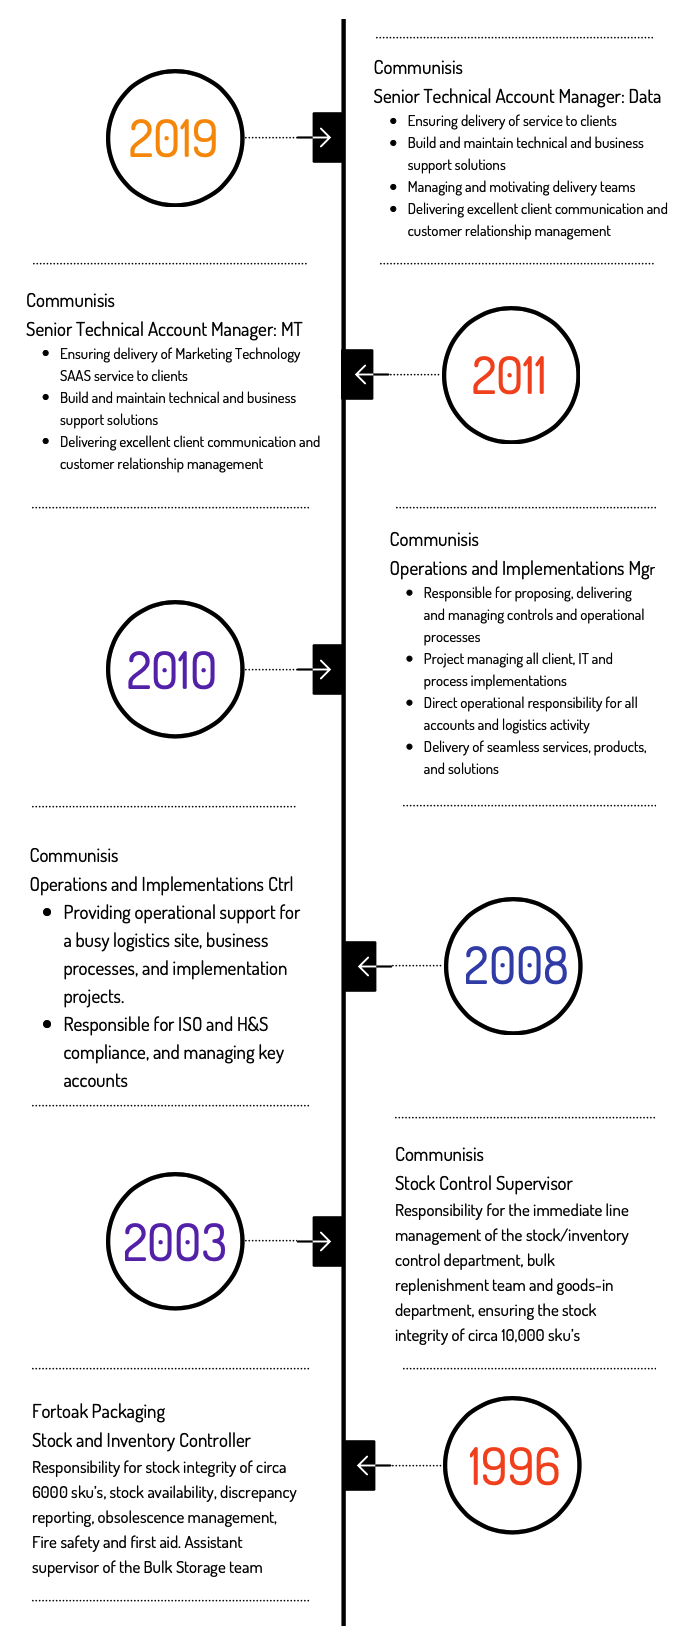 2019
Communisis
Senior Technical Account Manager: Data
• Ensuring delivery of service to clients
• Build and maintain technical and business
support solutions
• Managing and motivating delivery teams
• Delivering excellent client communication and
customer relationship management
Communisis
Senior Technical Account Manager: MT
• Ensuring delivery of Marketing Technology
SAAS service to clients
• Build and maintain technical and business
support solutions
• Delivering excellent client communication and
customer relationship management
2011
2010
Communisis
Operations and Implementations Mgr
• Responsible for proposing, delivering
and managing controls and operational
processes
• Project managing all client, IT and
process implementations
• Direct operational responsibility for all
accounts and logistics activity
• Delivery of seamless services, products,
and solutions
Communisis
Operations and Implementations Ctrl
• Providing operational support for
a busy logistics site, business
processes, and implementation
projects.
• Responsible for ISO and H&S
compliance, and managing key
accounts
2008
2003
Communisis
Stock Control Supervisor
Responsibility for the immediate line
management of the stock/inventory
control department, bulk
replenishment team and goods-in
department, ensuring the stock
integrity of circa 10,000 sku's
Fortoak Packaging
Stock and Inventory Controller
Responsibility for stock integrity of circa
6000 sku's, stock availability, discrepancy
reporting, obsolescence management,
Fire safety and first aid. Assistant
supervisor of the Bulk Storage team
1996